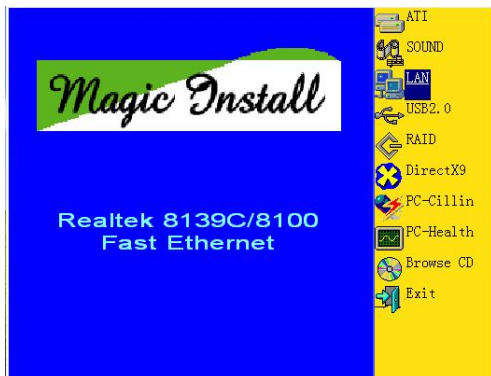 Magic Install
Realtek 8139C/8100
Fast Ethernet
ATI
SOUND
LAN
USB2.0
RAID
DirectX9
PC-Cillin
PC-Health
Browse CD
Exit